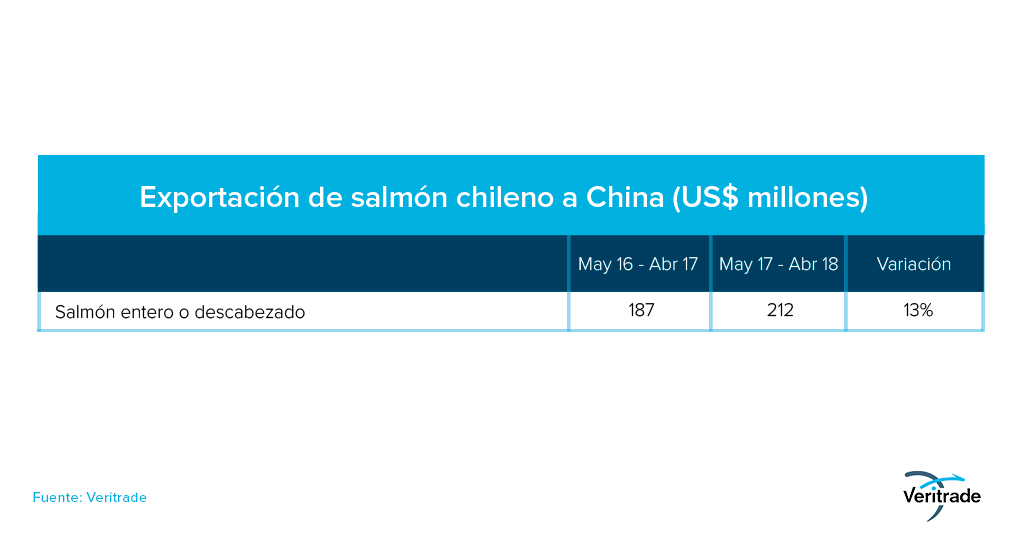 Exportación de salmón chileno a China (US$ millones)
May 16 - Abr 17 May 17 - Abr 18 Variación
Salmón entero o descabezado 187 212 13%
Fuente: Veritrade
Veritrade